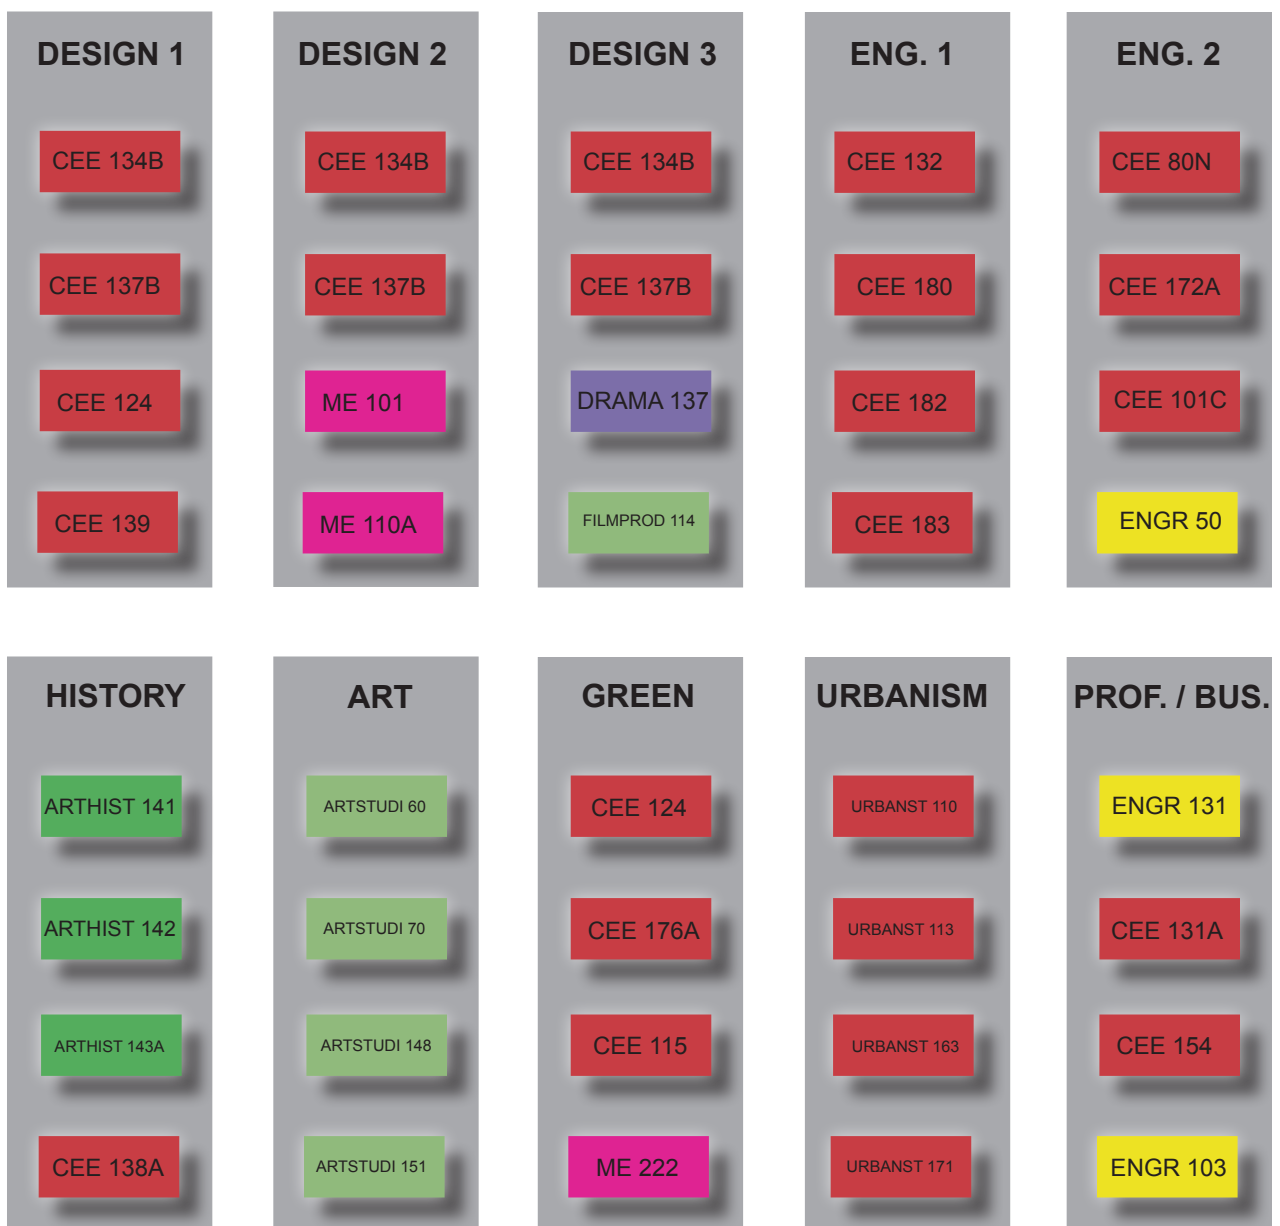 DESIGN 1
CEE 134B
CEE 137B
CEE 124
CEE 139
DESIGN 2
CEE 134B
CEE 137B
ME 101
ME 110A
DESIGN 3
CEE 134B
CEE 137B
DRAMA 137
FILMPROD 114
ENG. 1
CEE 132
CEE 180
CEE 182
CEE 183
ENG. 2
CEE 80N
CEE 172A
CEE 101C
ENGR 50
HISTORY
ARTHIST 141
ARTHIST 142
ARTHIST 143A
CEE 138A
ART
ARTSTUDI 60
ARTSTUDI 70
ARTSTUDI 148
ARTSTUDI 151
GREEN
CEE 124
CEE 176A
CEE 115
ME 222
URBANISM
URBANST 110
URBANST 113
URBANST 163
URBANST 171
PROF. / BUS.
ENGR 131
CEE 131A
CEE 154
ENGR 103